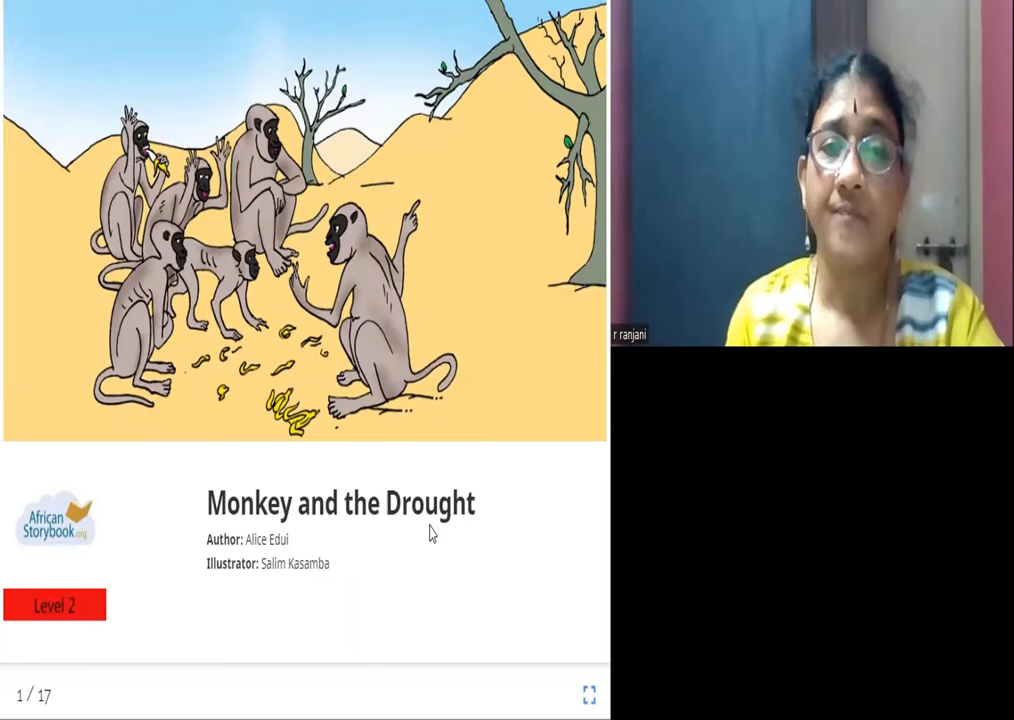 r ranjani
African
Storybook.org
Monkey and the Drought
Author: Alice Edui
Illustrator: Salim Kasamba
Level 2
1 / 17